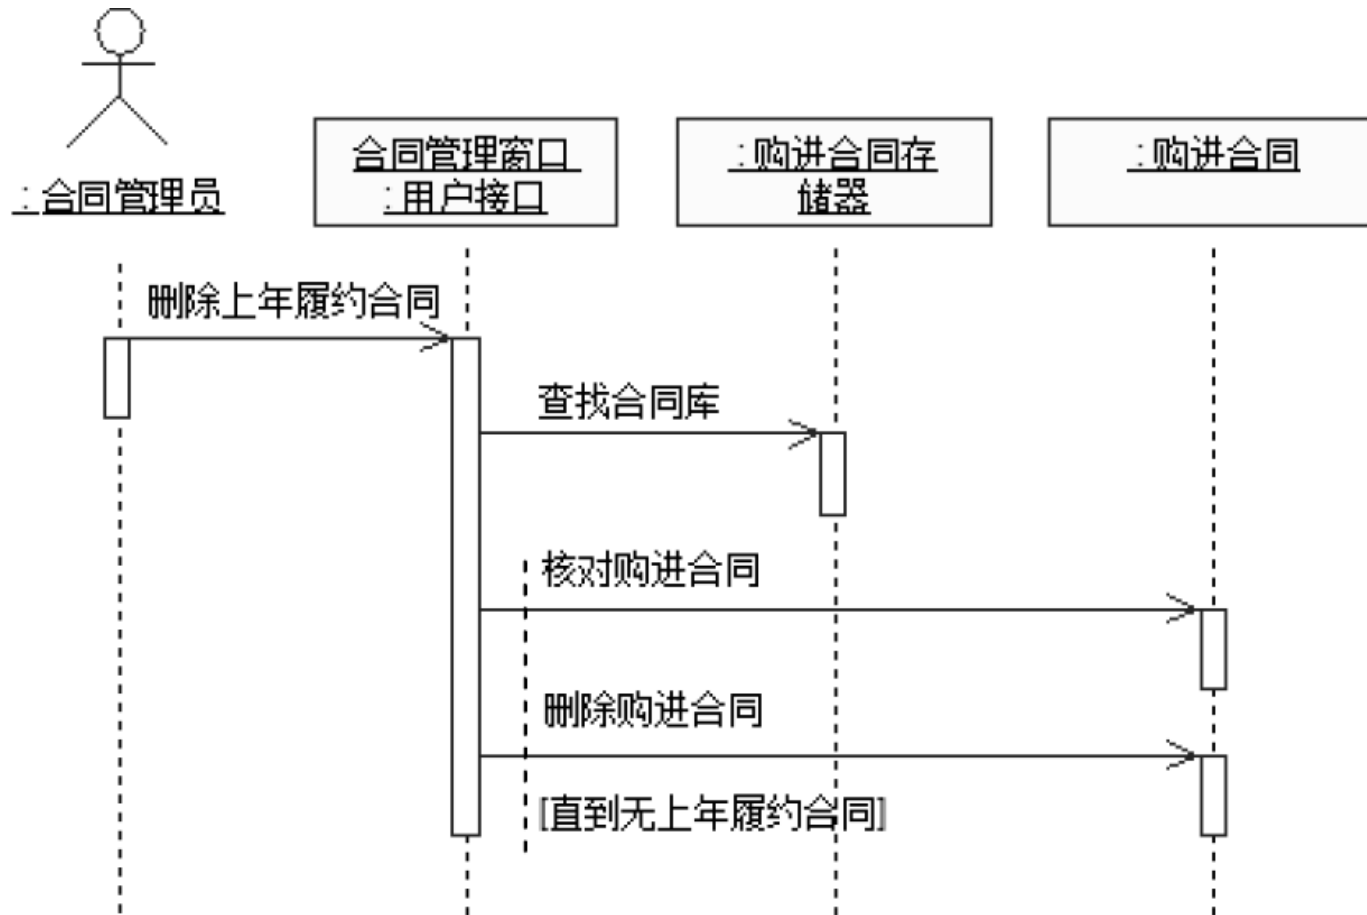 :合同管理员
合同管理窗口
:用户接口
:购进合同存
储器
:购进合同
删除上年履约合同
查找合同库
核对购进合同
删除购进合同
[直到无上年履约合同]